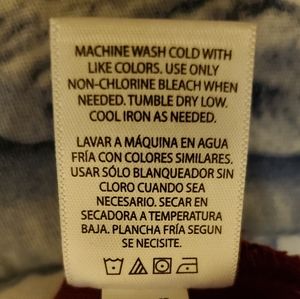 MACHINE WASH COLD WITH
LIKE COLORS. USE ONLY
NON-CHLORINE BLEACH WHEN
NEEDED. TUMBLE DRY LOW.
COOL IRON AS NEEDED.
LAVAR A MÁQUINA EN AGUA
FRÍA CON COLORES SIMILARES.
USAR SÓLO BLANQUEADOR SIN
CLORO CUANDO SEA
NECESARIO. SECAR EN
SECADORA A TEMPERATURA
BAJA. PLANCHA FRÍA SEGUN
SE NECISITE.